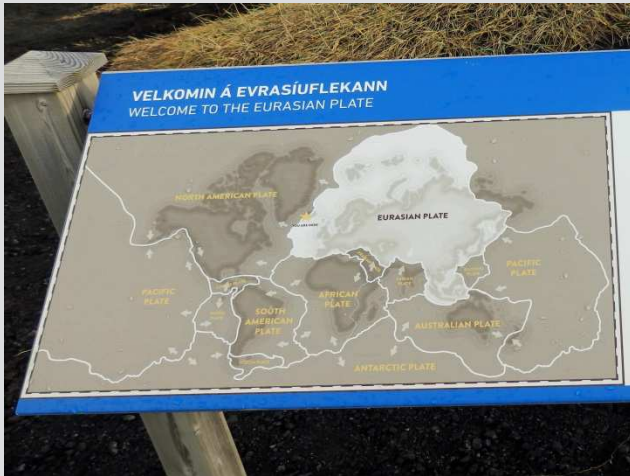 VELKOMIN Á EVRASÍUFLEKANN
WELCOME TO THE EURASIAN PLATE
NORTH AMERICAN PLATE
EURASIAN PLATE
PACIFIC
PLATE
SOUTH
AMERICAN
PLATE
AFRICAN
PLATE
PACIFIC
PLATE
AUSTRALIAN PLATE
ANTARCTIC PLATE